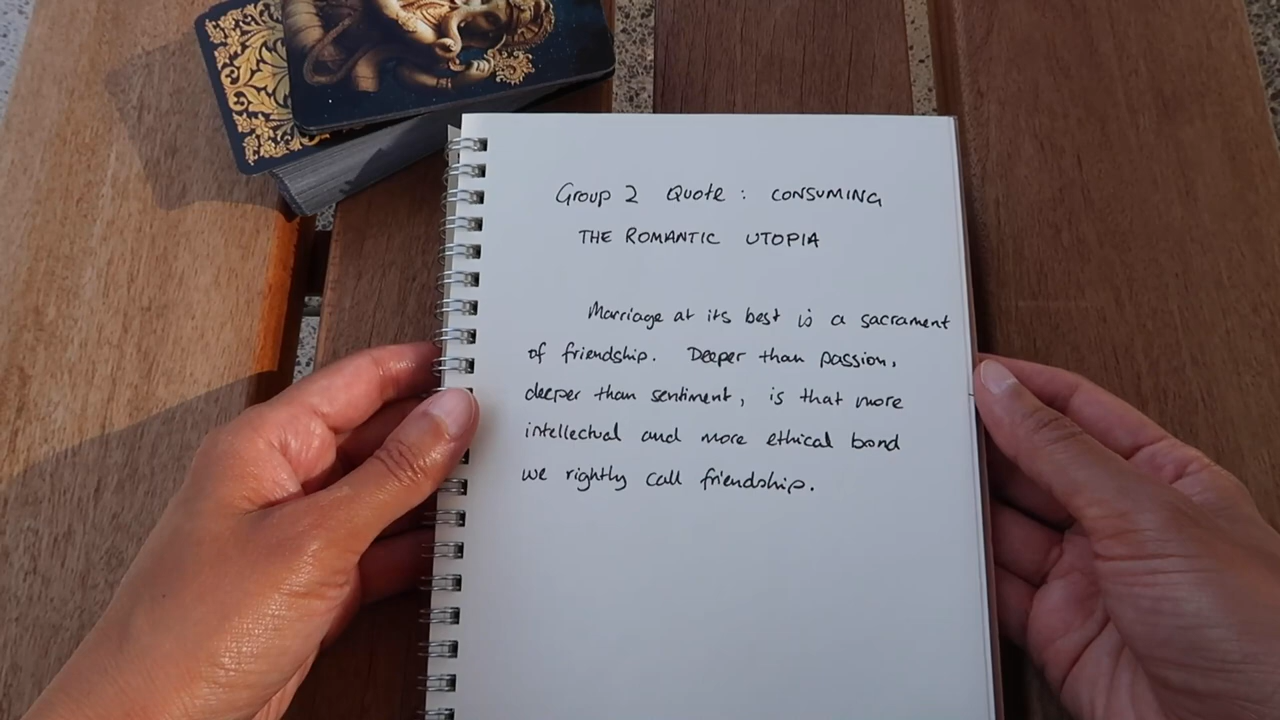 Group 2 Quote : CONSUMING
THE ROMANTIC UTOPIA
Marriage at its best is a sacrament
of friendship. Deeper than passion,
deeper than sentiment, is that more
intellectual and more ethical bond
we rightly call friendship.